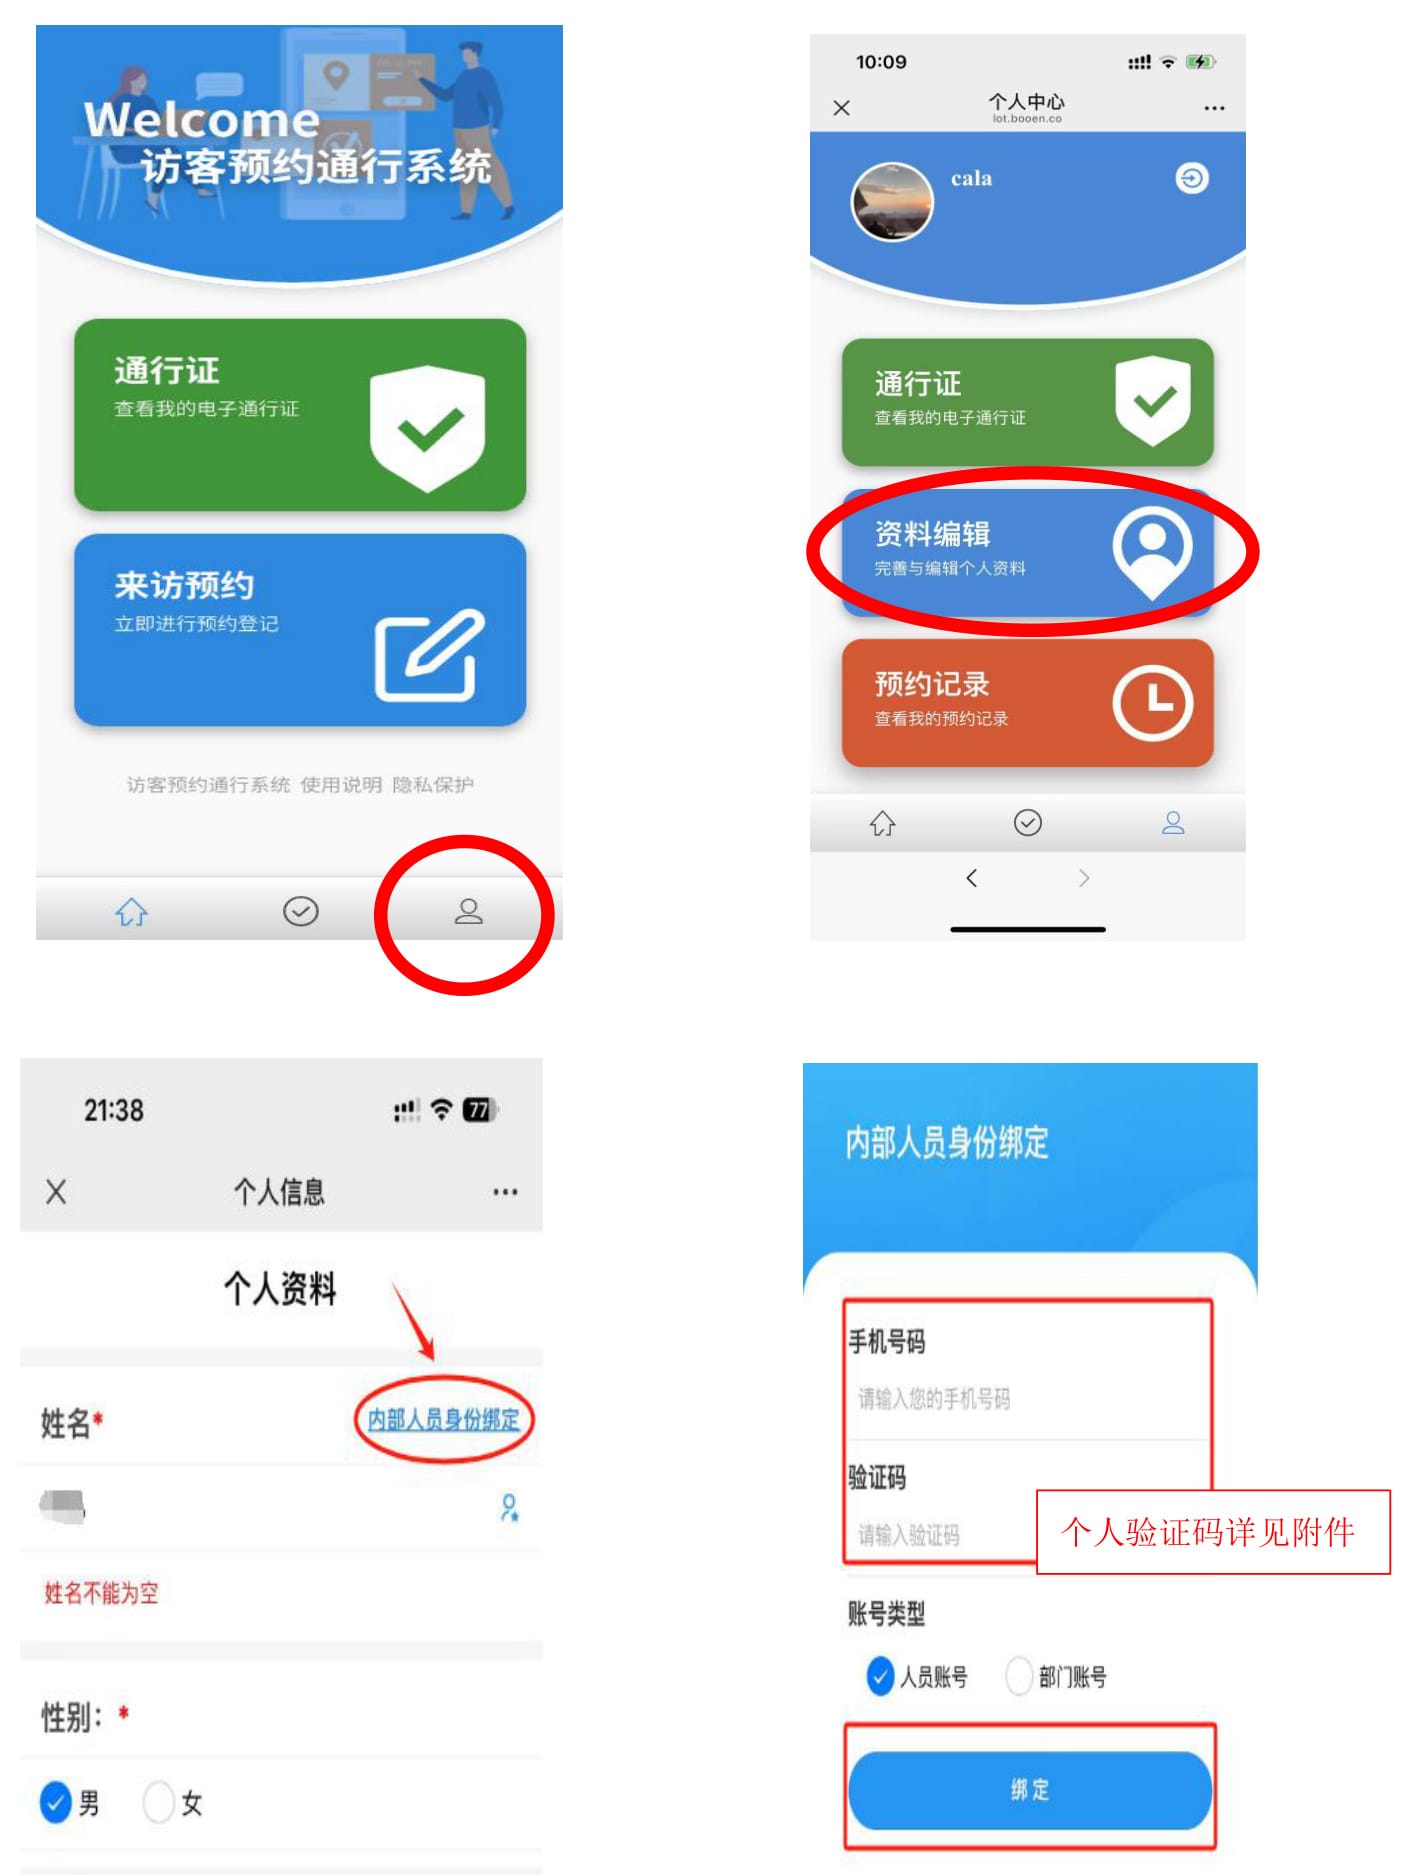 Welcome
访客预约通行系统
通行证
查看我的电子通行证
来访预约
立即进行预约登记
访客预约通行系统 使用说明 隐私保护
10:09
个人中心
lot.booen.co
cala
通行证
查看我的电子通行证
资料编辑
完善与编辑个人资料
预约记录
查看我的预约记录
21:38
77
个人信息
个人资料
姓名*
内部人员身份绑定
姓名不能为空
性别: *
男 女
内部人员身份绑定
手机号码
请输入您的手机号码
验证码
请输入验证码
个人验证码详见附件
账号类型
人员账号 部门账号
绑定